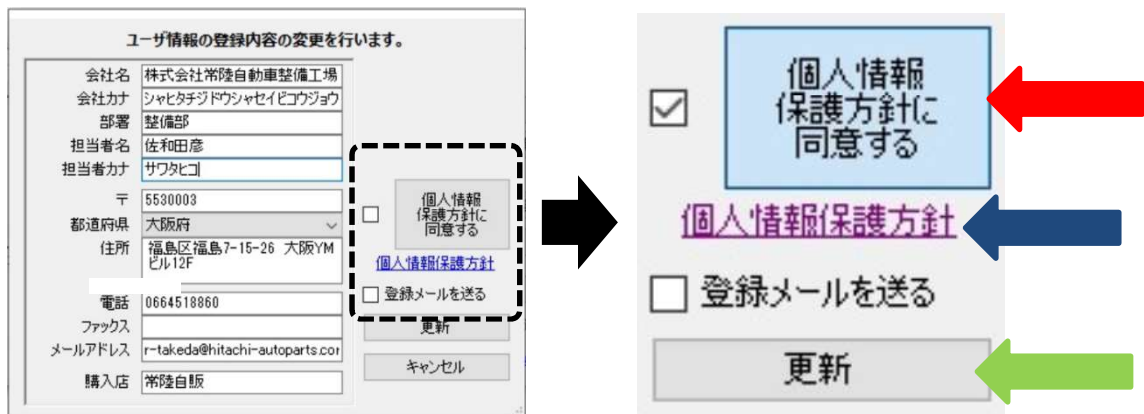 ユーザ情報の登録内容の変更を行います。
会社名 株式会社常陸自動車整備工場
会社カナ シャヒタチジドウシャセイビコウジョウ
部署 整備部
担当者名 佐和田彦
担当者カナ サワタヒコ
〒 5530003
都道府県 大阪府
住所 福島区福島7-15-26 大阪YM
ビル12F
電話 0664518860
ファックス
メールアドレス r-takeda@hitachi-autoparts.cor
購入店 常陸自販
個人情報
保護方針に
同意する
個人情報保護方針
登録メールを送る
更新
キャンセル
個人情報
保護方針に
同意する
個人情報保護方針
登録メールを送る
更新